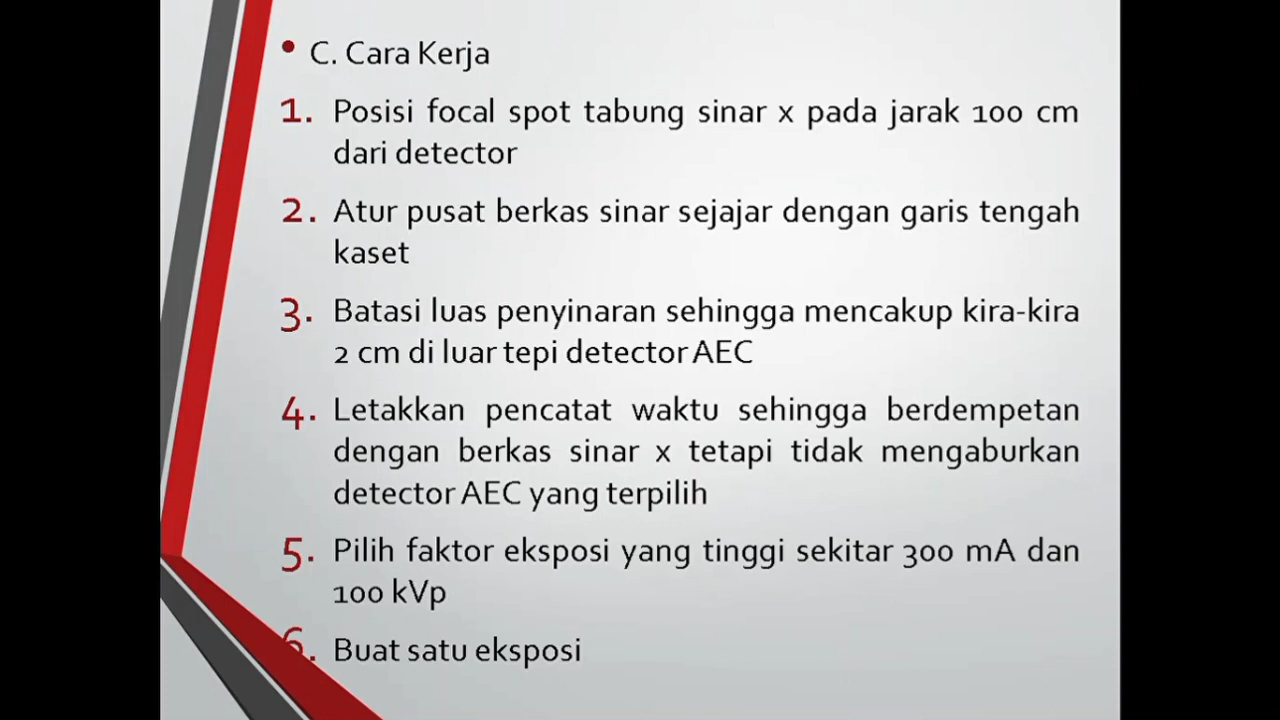 • C. Cara Kerja
1. Posisi focal spot tabung sinar x pada jarak 100 cm
dari detector
2. Atur pusat berkas sinar sejajar dengan garis tengah
kaset
3. Batasi luas penyinaran sehingga mencakup kira-kira
2 cm di luar tepi detector AEC
4. Letakkan pencatat waktu sehingga berdempetan
dengan berkas sinar x tetapi tidak mengaburkan
detector AEC yang terpilih
5. Pilih faktor eksposi yang tinggi sekitar 300 mA dan
100 kVp
6. Buat satu eksposi